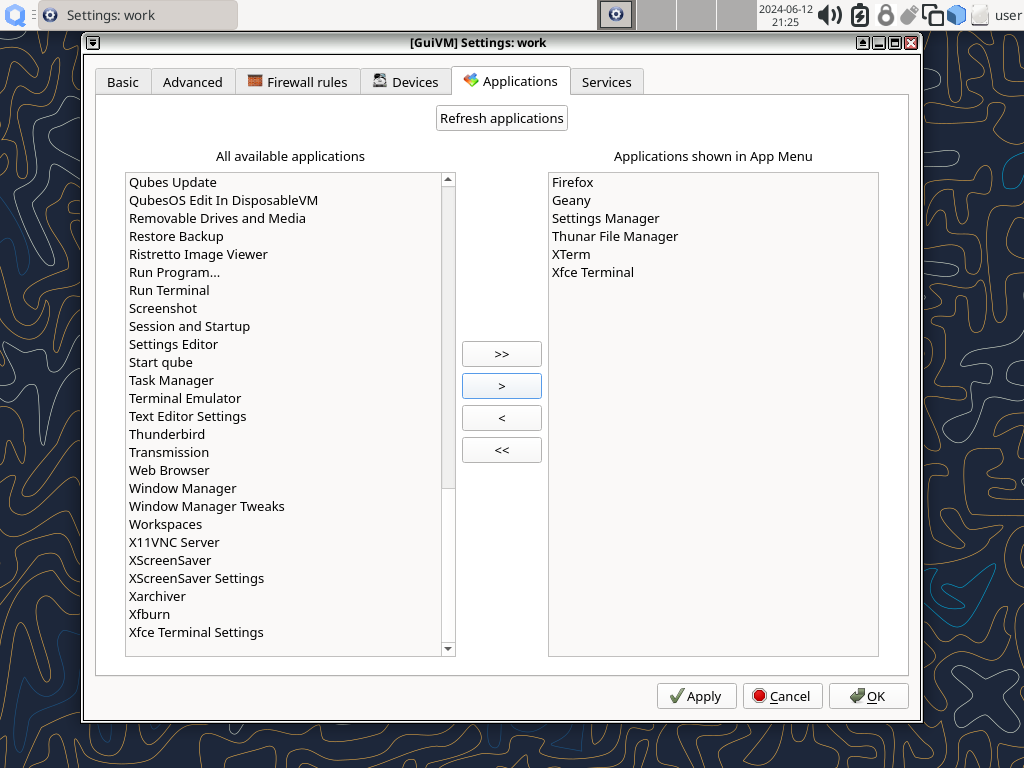 Settings: work
2024-06-12
21:25
user
[GuiVM] Settings: work
Basic
Advanced
Firewall rules
Devices
Applications
Services
Refresh applications
All available applications
Qubes Update
QubesOS Edit In DisposableVM
Removable Drives and Media
Restore Backup
Ristretto Image Viewer
Run Program...
Run Terminal
Screenshot
Session and Startup
Settings Editor
Start qube
Task Manager
Terminal Emulator
Text Editor Settings
Thunderbird
Transmission
Web Browser
Window Manager
Window Manager Tweaks
Workspaces
X11VNC Server
XScreenSaver
XScreenSaver Settings
Xarchiver
Xfburn
Xfce Terminal Settings
>>
>
<
<<
Applications shown in App Menu
Firefox
Geany
Settings Manager
Thunar File Manager
XTerm
Xfce Terminal
Apply
Cancel
OK